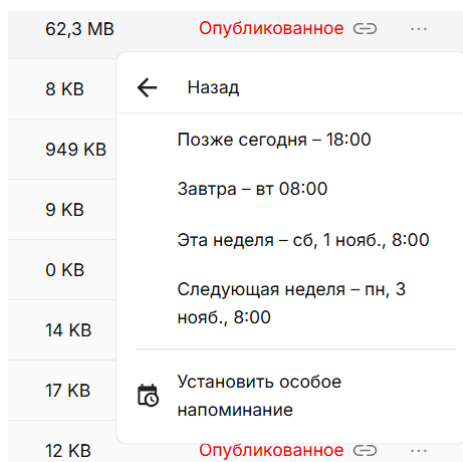 62,3 MB Опубликованное ...
8 KB
Назад
949 KB
Позже сегодня – 18:00
Завтра – вт 08:00
9 KB
Эта неделя – сб, 1 нояб., 8:00
0 KB
Следующая неделя – пн, 3
нояб., 8:00
14 KB
17 KB
Установить особое
напоминание
12 KB Опубликованное ...